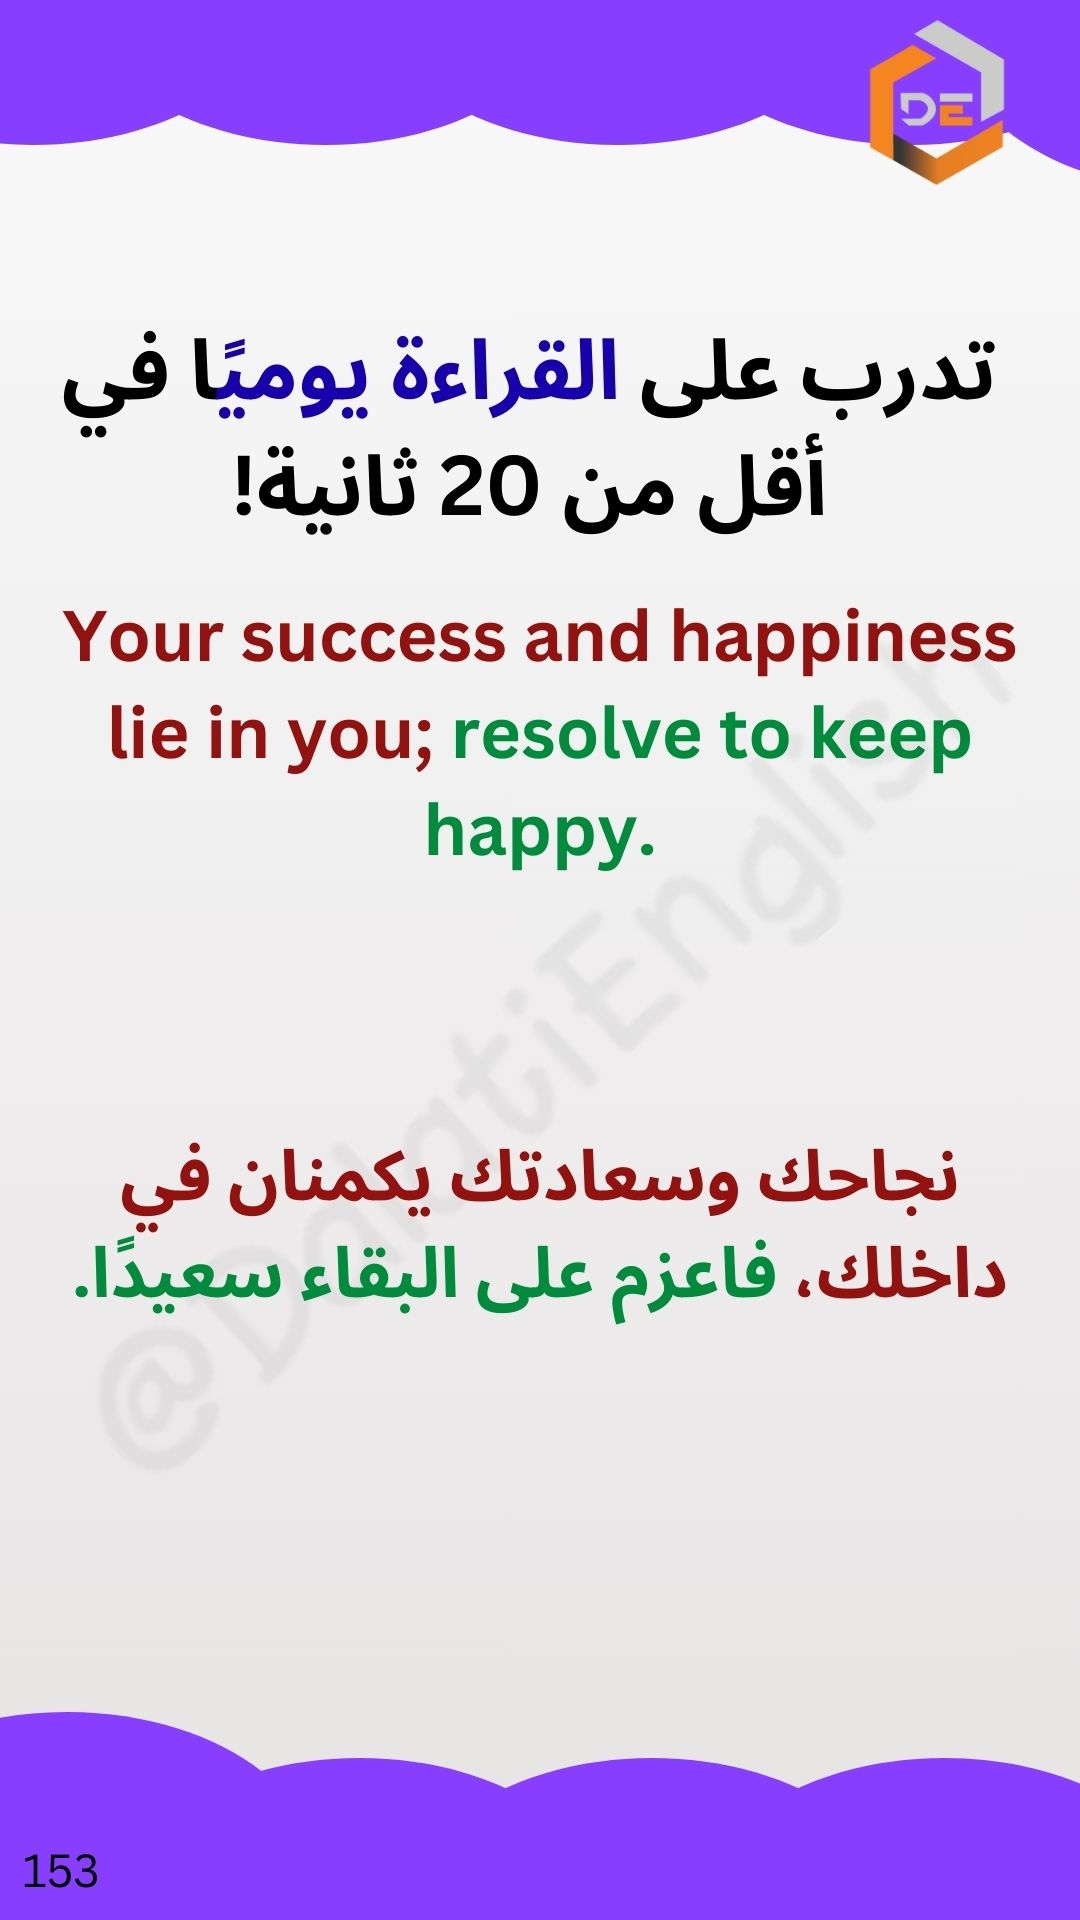 DE
تدرب على القراءة يوميًا في
أقل من 20 ثانية!
Your success and happiness
lie in you; resolve to keep
happy.
@DalatiEnglish
نجاحك وسعادتك يكمنان في
داخلك، فاعزم على البقاء سعيدًا.
153